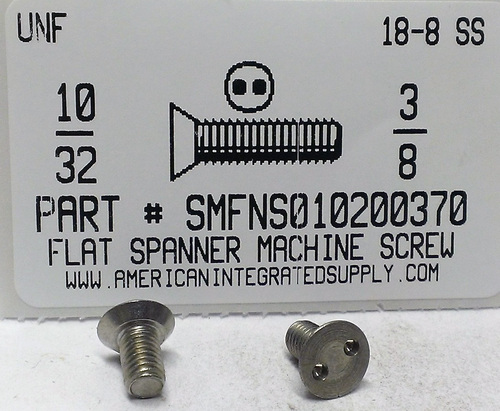 UNF 18-8 SS
10 3
32 8
PART # SMFNS010200370
FLAT SPANNER MACHINE SCREW
WWW.AMERICANINTEGRATEDSUPPLY.COM